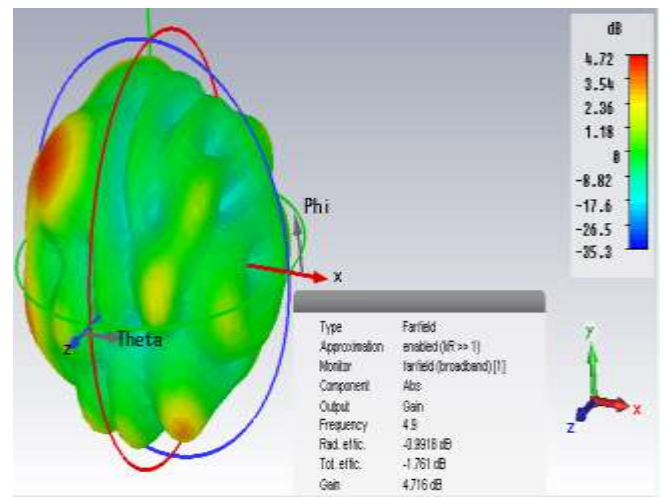 dB
4.72
3.54
2.36
1.18
0
-8.82
-17.6
-26.5
-35.3
Phi
x
Theta
z
Type Farfield
Approximation enabled (kR >> 1)
Monitor farfield (broadband) [1]
Component Abs
Output Gain
Frequency 4.9
Rad. effic. -0.9918 dB
Tot. effic. -1.761 dB
Gain 4.716 dB
y
x
z